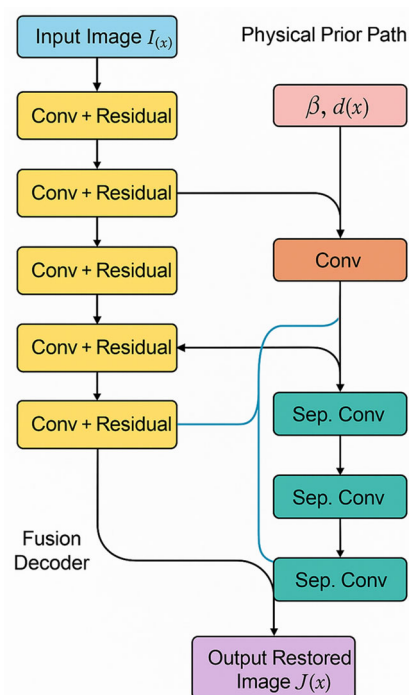 Input Image I(x)
Physical Prior Path
Conv + Residual
β, d(x)
Conv + Residual
Conv + Residual
Conv
Conv + Residual
Conv + Residual
Sep. Conv
Sep. Conv
Fusion
Decoder
Sep. Conv
Output Restored
Image J(x)